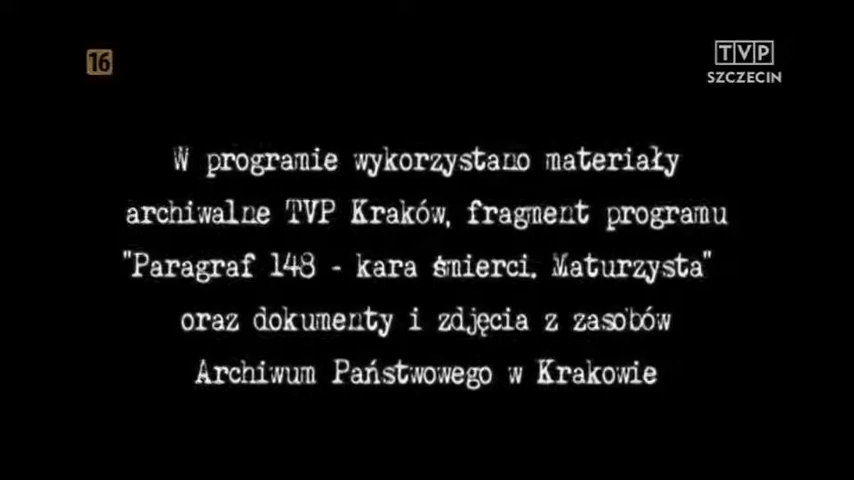 16
TVP
SZCZECIN
W programie wykorzystano materiały
archiwalne TVP Kraków, fragment programu
"Paragraf 148 - kara śmierci. Maturzysta"
oraz dokumenty i zdjęcia z zasobów
Archiwum Państwowego w Krakowie